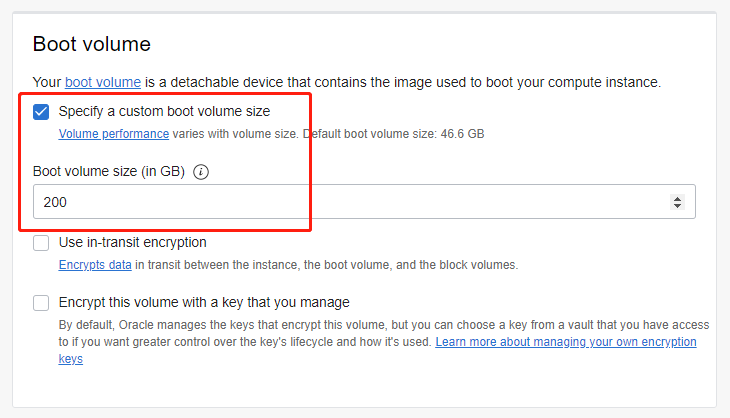 Boot volume
Your boot volume is a detachable device that contains the image used to boot your compute instance.
Specify a custom boot volume size
Volume performance varies with volume size. Default boot volume size: 46.6 GB
Boot volume size (in GB)
200
Use in-transit encryption
Encrypts data in transit between the instance, the boot volume, and the block volumes.
Encrypt this volume with a key that you manage
By default, Oracle manages the keys that encrypt this volume, but you can choose a key from a vault that you have access
to if you want greater control over the key's lifecycle and how it's used. Learn more about managing your own encryption
keys